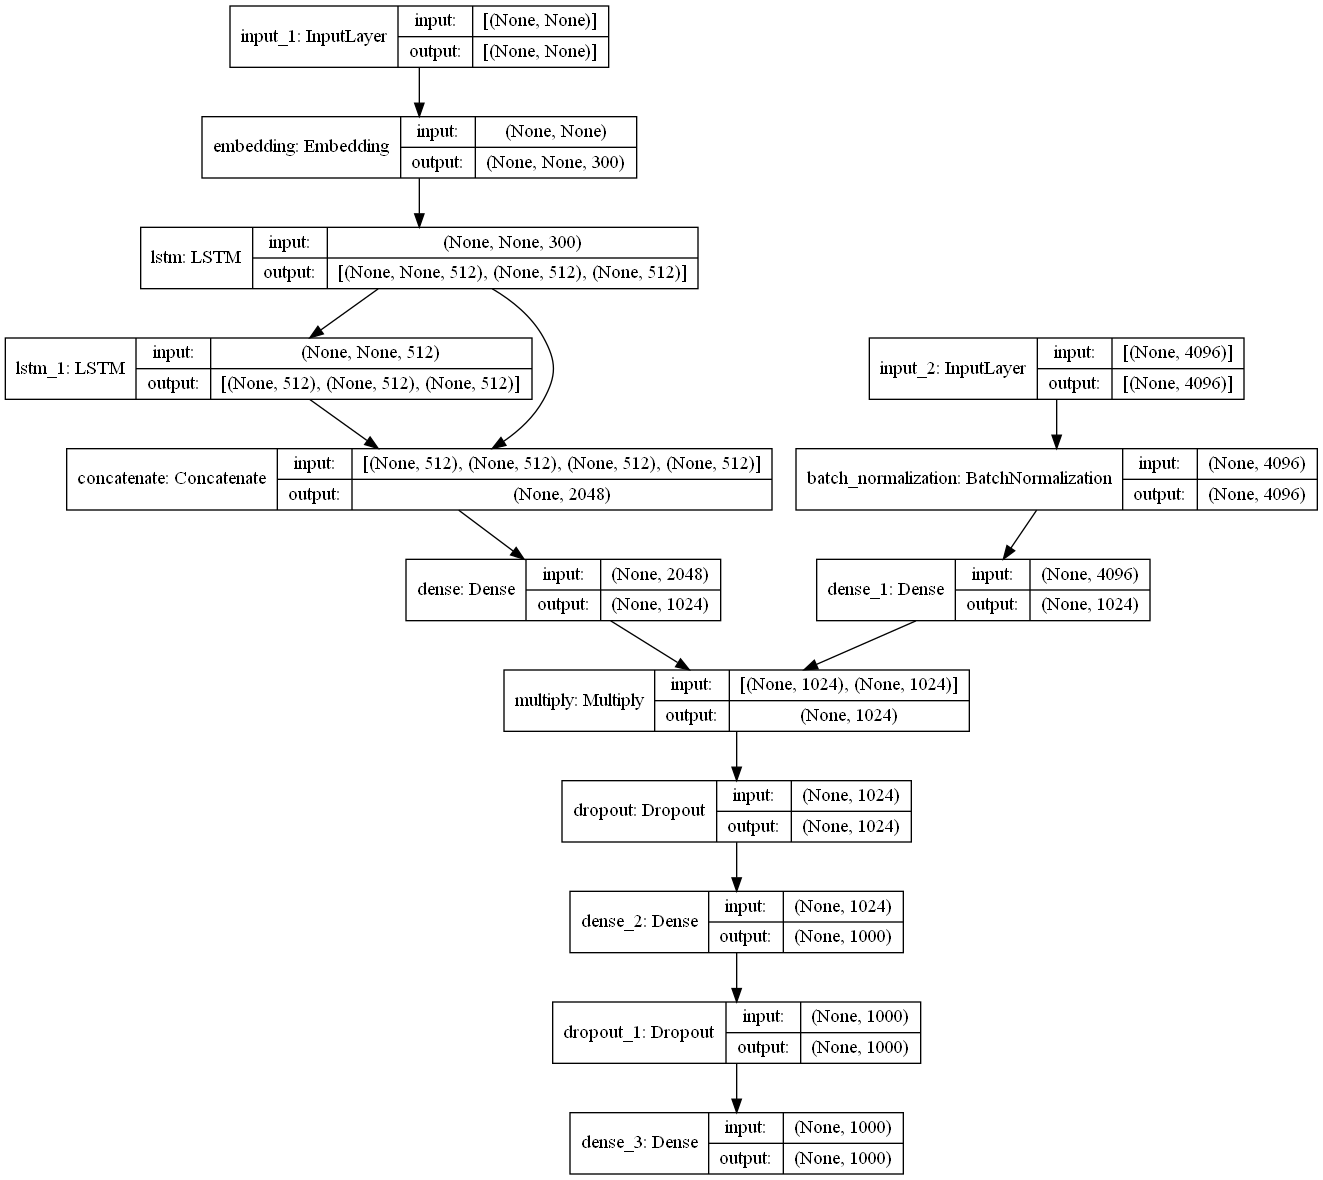 input_1: InputLayer
input: [(None, None)]
output: [(None, None)]
embedding: Embedding
input: (None, None)
output: (None, None, 300)
lstm: LSTM
input: (None, None, 300)
output: [(None, None, 512), (None, 512), (None, 512)]
lstm_1: LSTM
input: (None, None, 512)
output: [(None, 512), (None, 512), (None, 512)]
input_2: InputLayer
input: [(None, 4096)]
output: [(None, 4096)]
concatenate: Concatenate
input: [(None, 512), (None, 512), (None, 512), (None, 512)]
output: (None, 2048)
batch_normalization: BatchNormalization
input: (None, 4096)
output: (None, 4096)
dense: Dense
input: (None, 2048)
output: (None, 1024)
dense_1: Dense
input: (None, 4096)
output: (None, 1024)
multiply: Multiply
input: [(None, 1024), (None, 1024)]
output: (None, 1024)
dropout: Dropout
input: (None, 1024)
output: (None, 1024)
dense_2: Dense
input: (None, 1024)
output: (None, 1000)
dropout_1: Dropout
input: (None, 1000)
output: (None, 1000)
dense_3: Dense
input: (None, 1000)
output: (None, 1000)